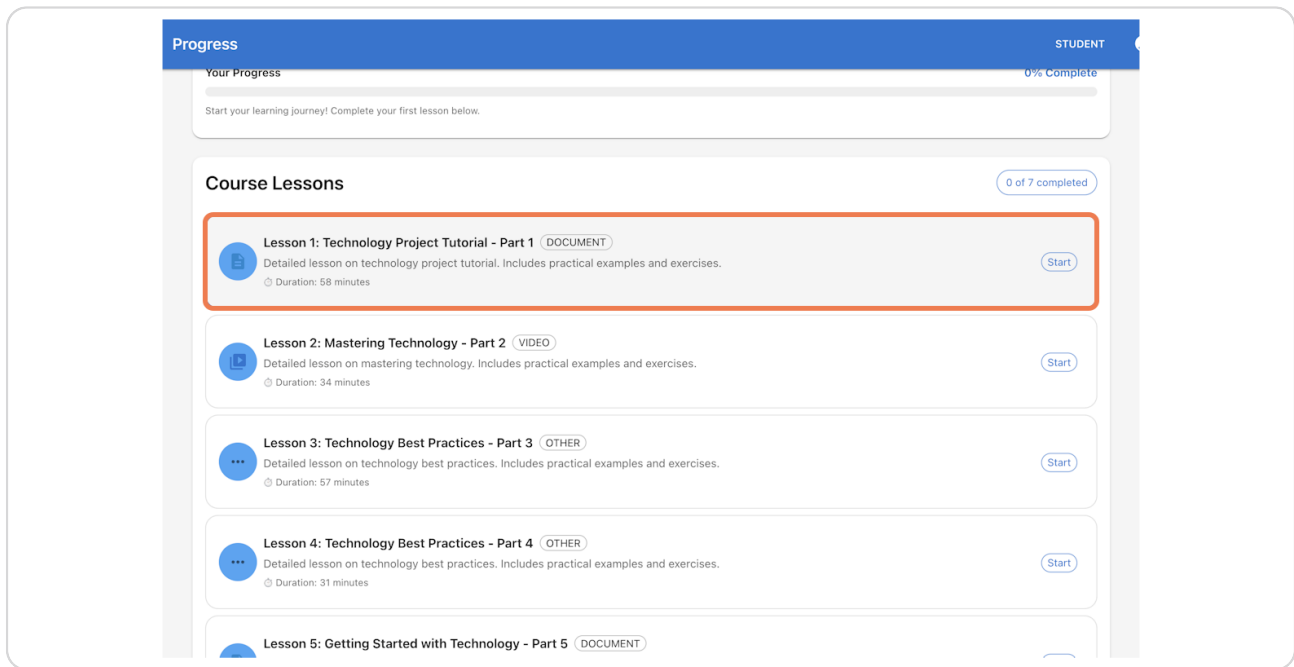 Progress
STUDENT
Your Progress
0% Complete
Start your learning journey! Complete your first lesson below.
Course Lessons
0 of 7 completed
Lesson 1: Technology Project Tutorial - Part 1 DOCUMENT
Detailed lesson on technology project tutorial. Includes practical examples and exercises.
Duration: 58 minutes
Start
Lesson 2: Mastering Technology - Part 2 VIDEO
Detailed lesson on mastering technology. Includes practical examples and exercises.
Duration: 34 minutes
Start
Lesson 3: Technology Best Practices - Part 3 OTHER
Detailed lesson on technology best practices. Includes practical examples and exercises.
Duration: 57 minutes
Start
Lesson 4: Technology Best Practices - Part 4 OTHER
Detailed lesson on technology best practices. Includes practical examples and exercises.
Duration: 31 minutes
Start
Lesson 5: Getting Started with Technology - Part 5 DOCUMENT